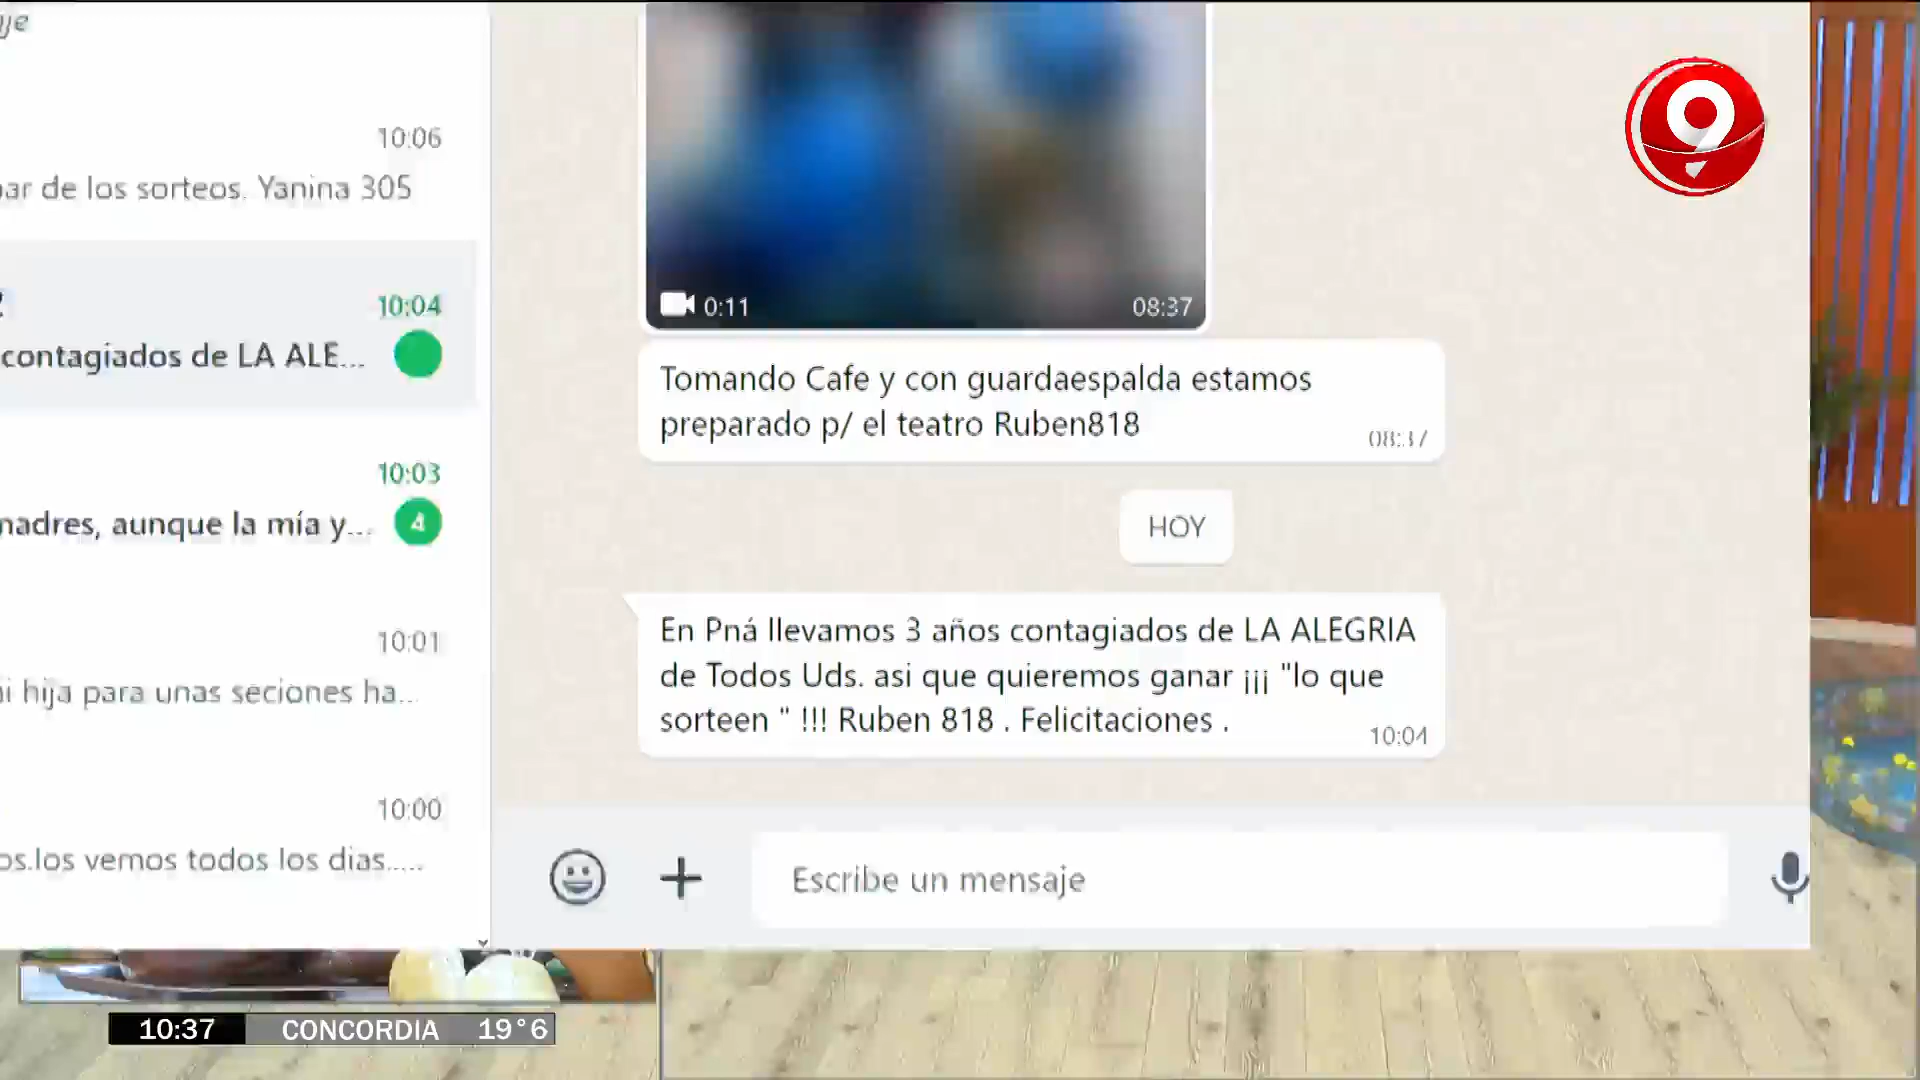 10:06
ar de los sorteos. Yanina 305
10:04
contagiados de LA ALE...
10:03
madres, aunque la mía y...
4
10:01
hija para unas seciones ha...
10:00
os.los vemos todos los dias.....
0:11
08:37
Tomando Cafe y con guardaespalda estamos
preparado p/ el teatro Ruben818
08:37
HOY
En Pná llevamos 3 años contagiados de LA ALEGRIA
de Todos Uds. asi que quieremos ganar ¡¡¡ "lo que
sorteen " !!! Ruben 818 . Felicitaciones .
10:04
Escribe un mensaje
9
10:37 CONCORDIA 19°6